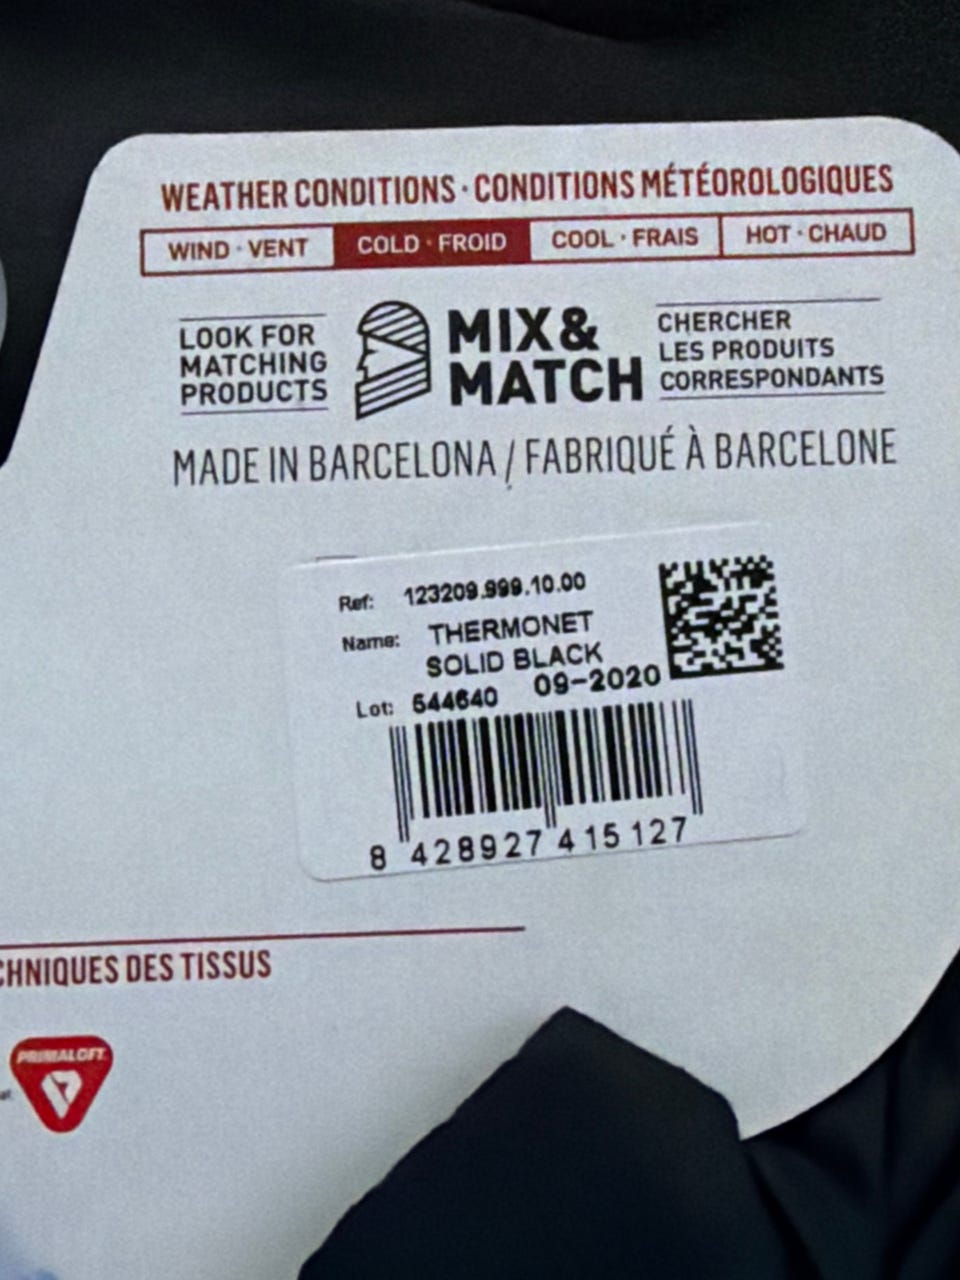 WEATHER CONDITIONS · CONDITIONS MÉTÉOROLOGIQUES
WIND · VENT COLD · FROID COOL · FRAIS HOT · CHAUD
LOOK FOR
MATCHING
PRODUCTS
MIX&
MATCH
CHERCHER
LES PRODUITS
CORRESPONDANTS
MADE IN BARCELONA / FABRIQUÉ À BARCELONE
Ref: 123209.999.10.00
Name: THERMONET
SOLID BLACK
Lot: 544640 09-2020
8 428927 415127
CHNIQUES DES TISSUS
PRIMALOFT